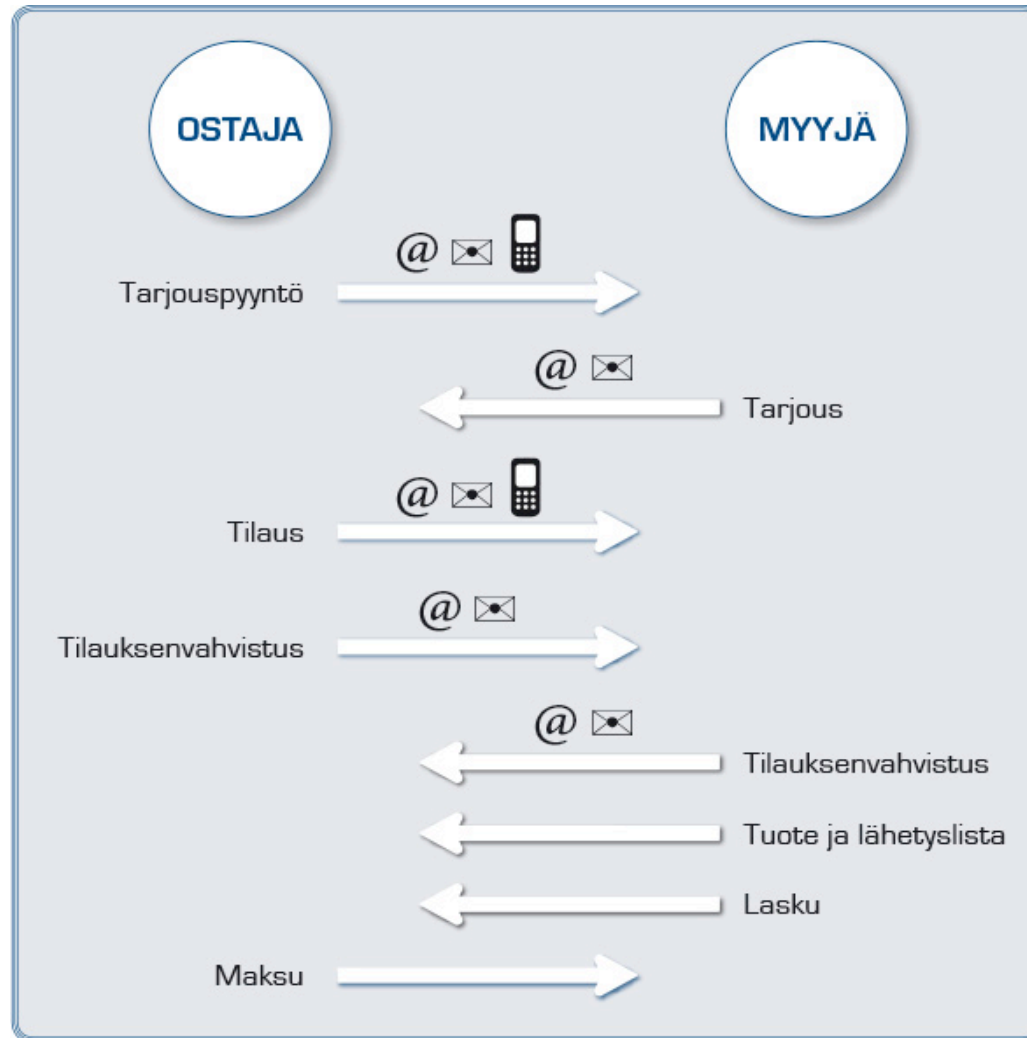 OSTAJA
MYYJÄ
@
Tarjouspyyntö
@
Tarjous
@
Tilaus
@
Tilauksenvahvistus
@
Tilauksenvahvistus
Tuote ja lähetyslista
Lasku
Maksu